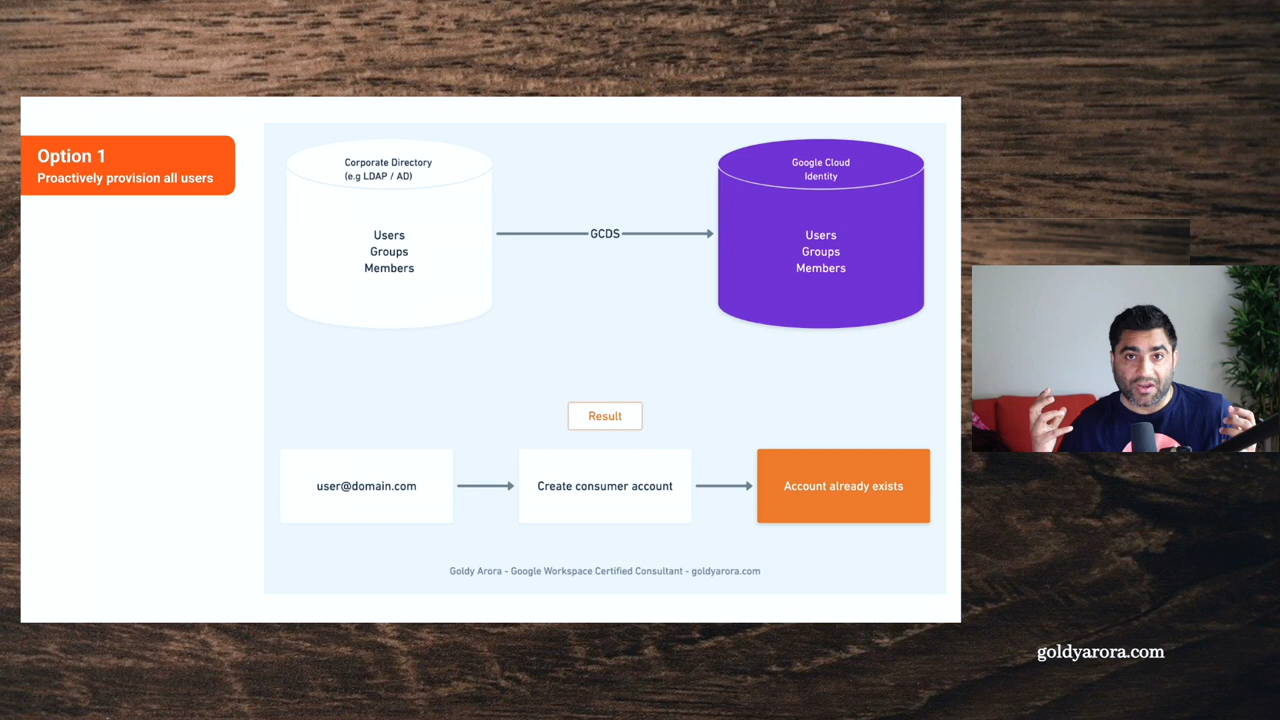 Option 1
Proactively provision all users
Corporate Directory
(e.g LDAP / AD)
Users
Groups
Members
GCDS
Google Cloud
Identity
Users
Groups
Members
Result
user@domain.com
Create consumer account
Account already exists
Goldy Arora - Google Workspace Certified Consultant - goldyarora.com
goldyarora.com